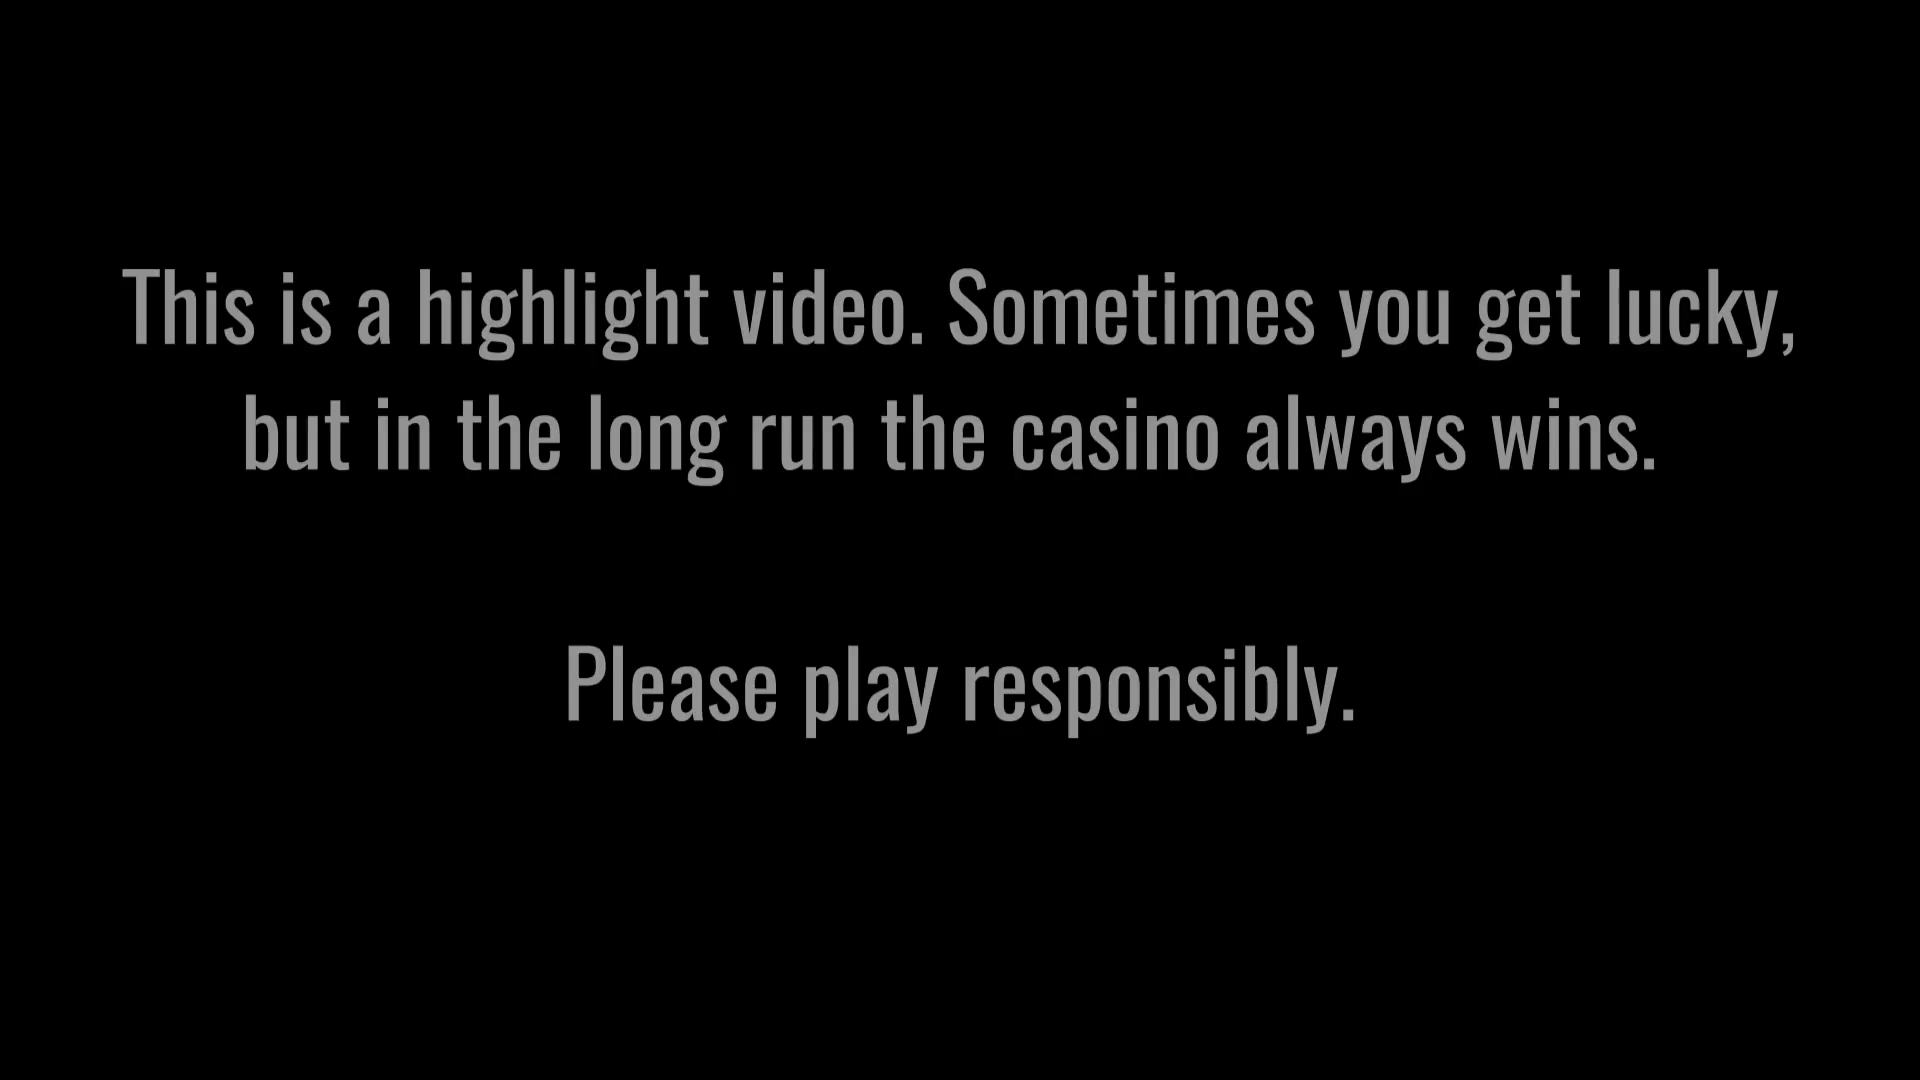 This is a highlight video. Sometimes you get lucky,
but in the long run the casino always wins.
Please play responsibly.